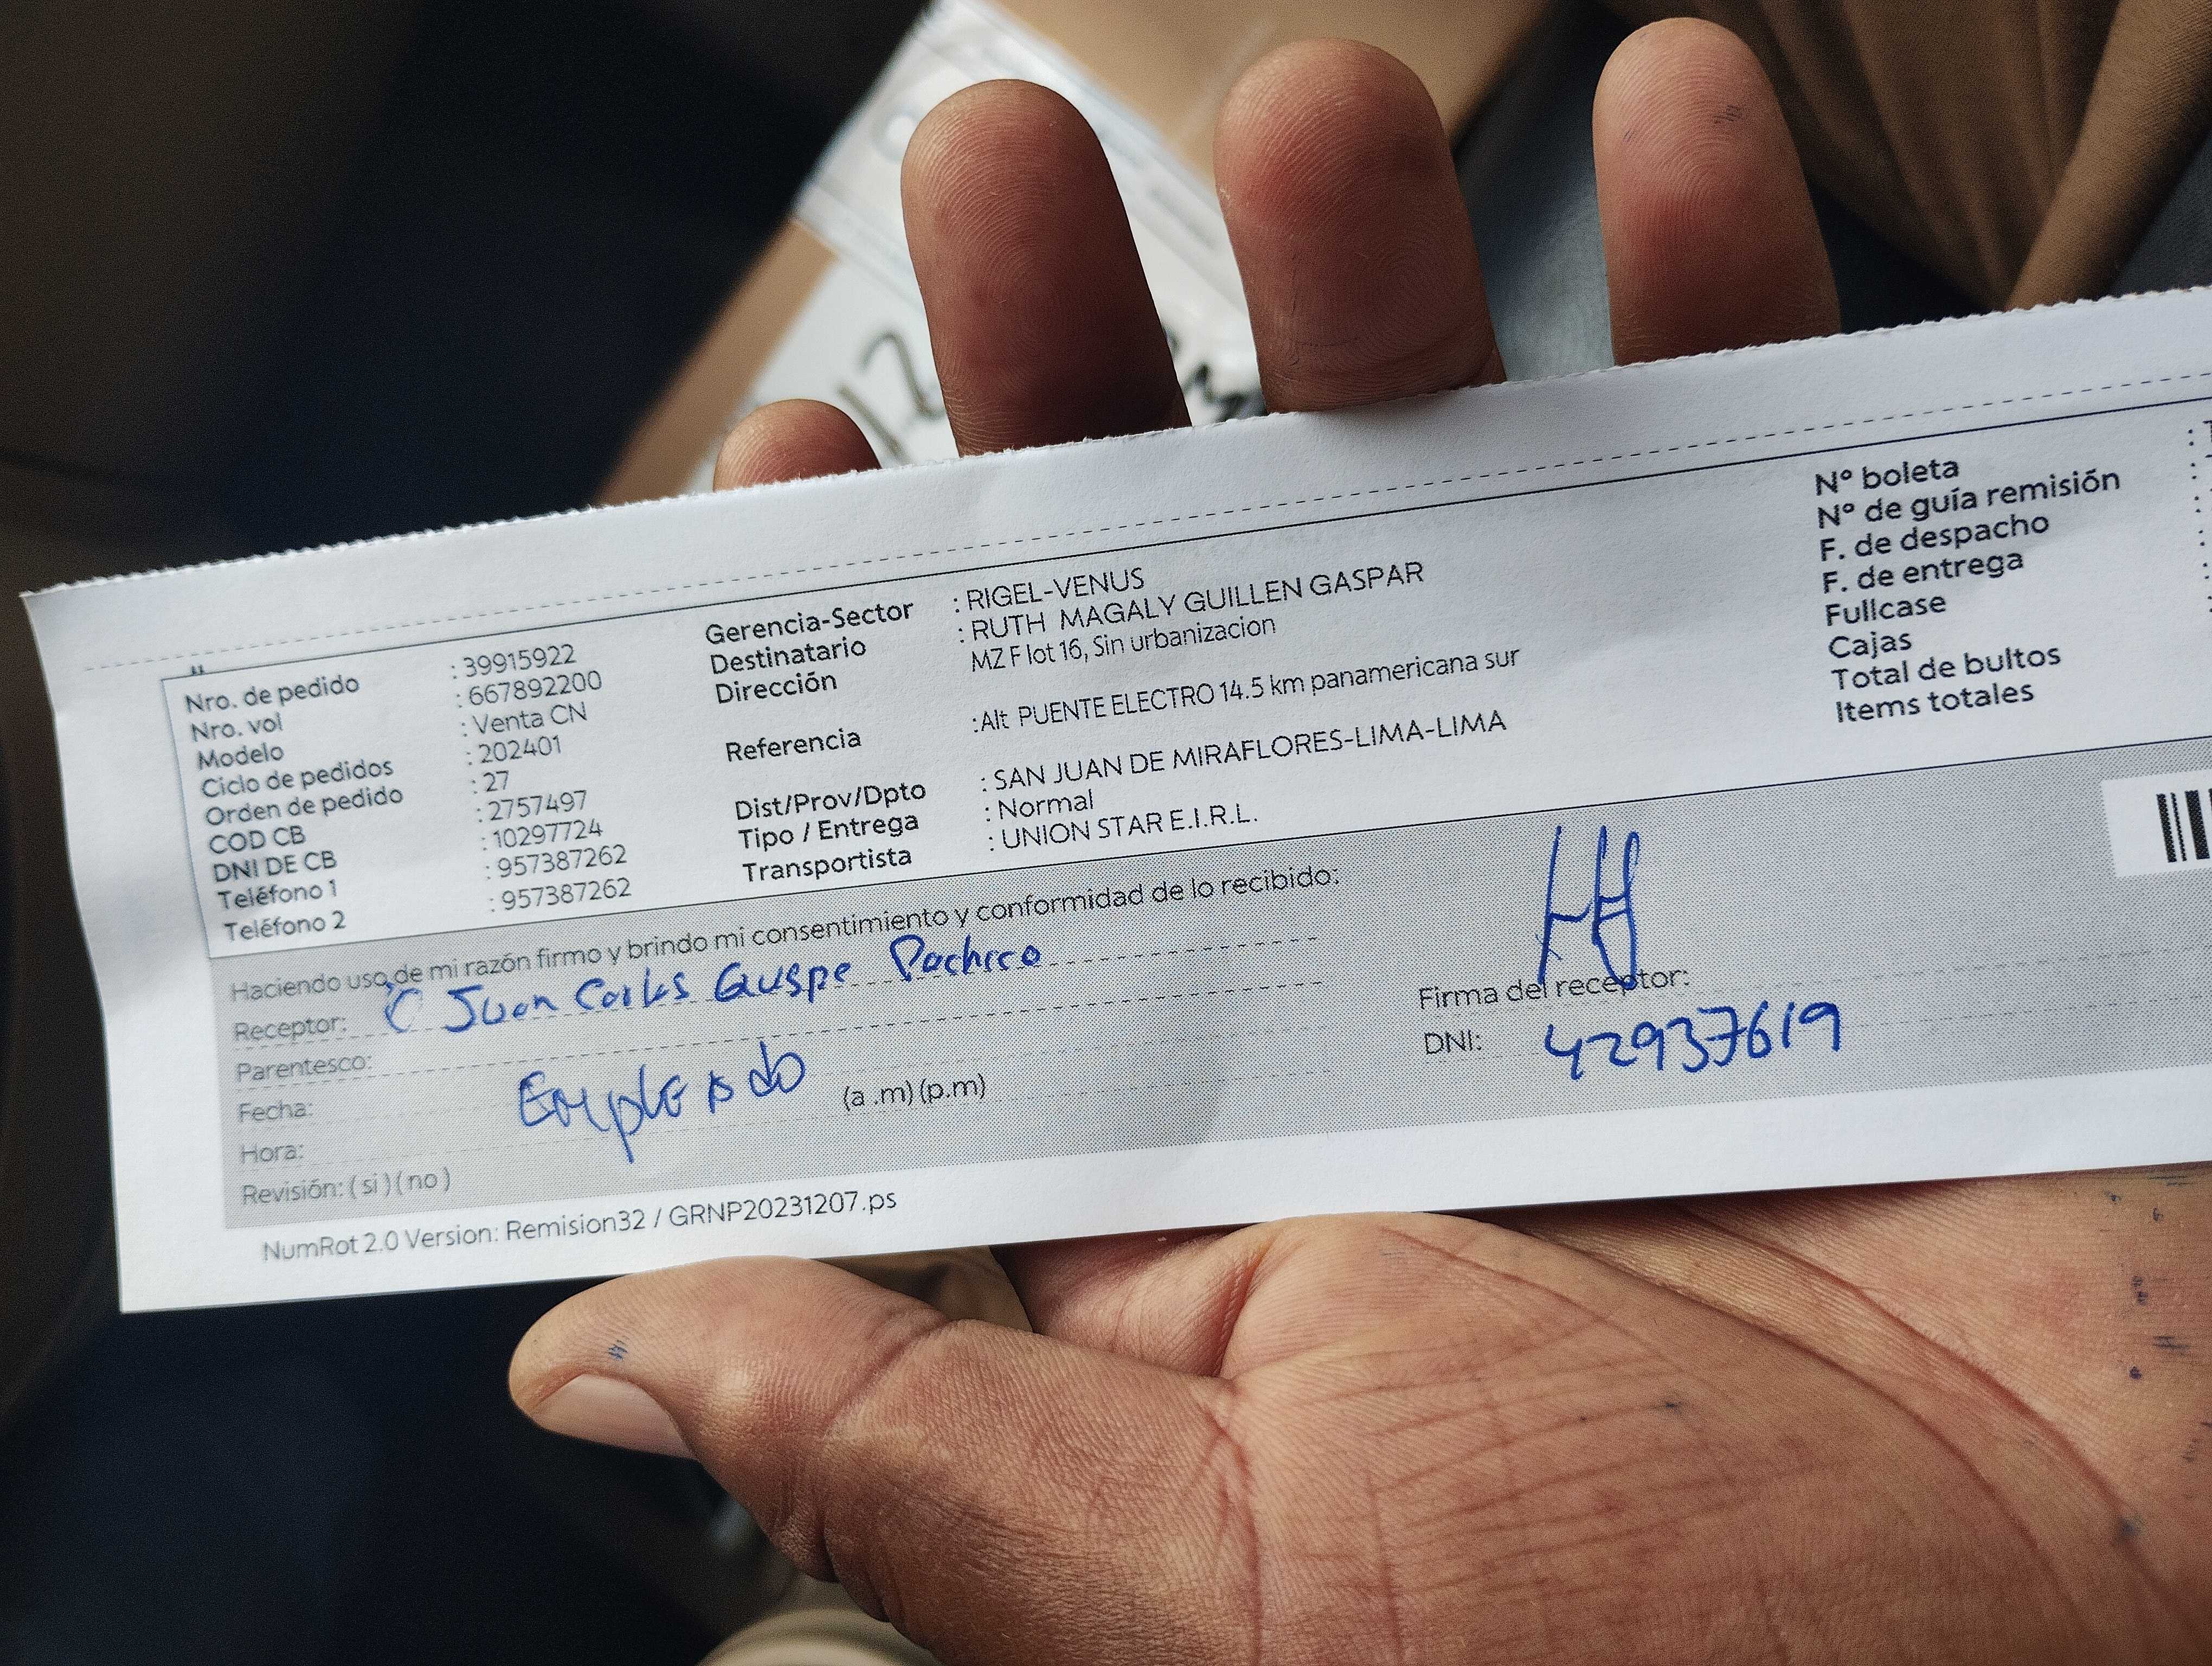 Nro. de pedido : 39915922
Nro. vol : 667892200
Modelo : Venta CN
Ciclo de pedidos : 202401
Orden de pedido : 27
COD CB : 2757497
DNI DE CB : 10297724
Teléfono 1 : 957387262
Teléfono 2 : 957387262
Gerencia-Sector : RIGEL-VENUS
Destinatario : RUTH MAGALY GUILLEN GASPAR
Dirección MZ F lot 16, Sin urbanizacion
Referencia :Alt PUENTE ELECTRO 14.5 km panamericana sur
Dist/Prov/Dpto : SAN JUAN DE MIRAFLORES-LIMA-LIMA
Tipo / Entrega : Normal
Transportista : UNION STAR E.I.R.L.
N° boleta :
N° de guía remisión :
F. de despacho :
F. de entrega :
Fullcase :
Cajas :
Total de bultos
Items totales
Haciendo uso de mi razón firmo y brindo mi consentimiento y conformidad de lo recibido:
Receptor: Juan Carlos Quspe Pacheco
Parentesco:
Fecha: Empleado
Hora: (a .m) (p.m)
Revisión: ( si ) ( no )
Firma del receptor:
DNI: 42937619
NumRot 2.0 Version: Remision32 / GRNP20231207.ps
12